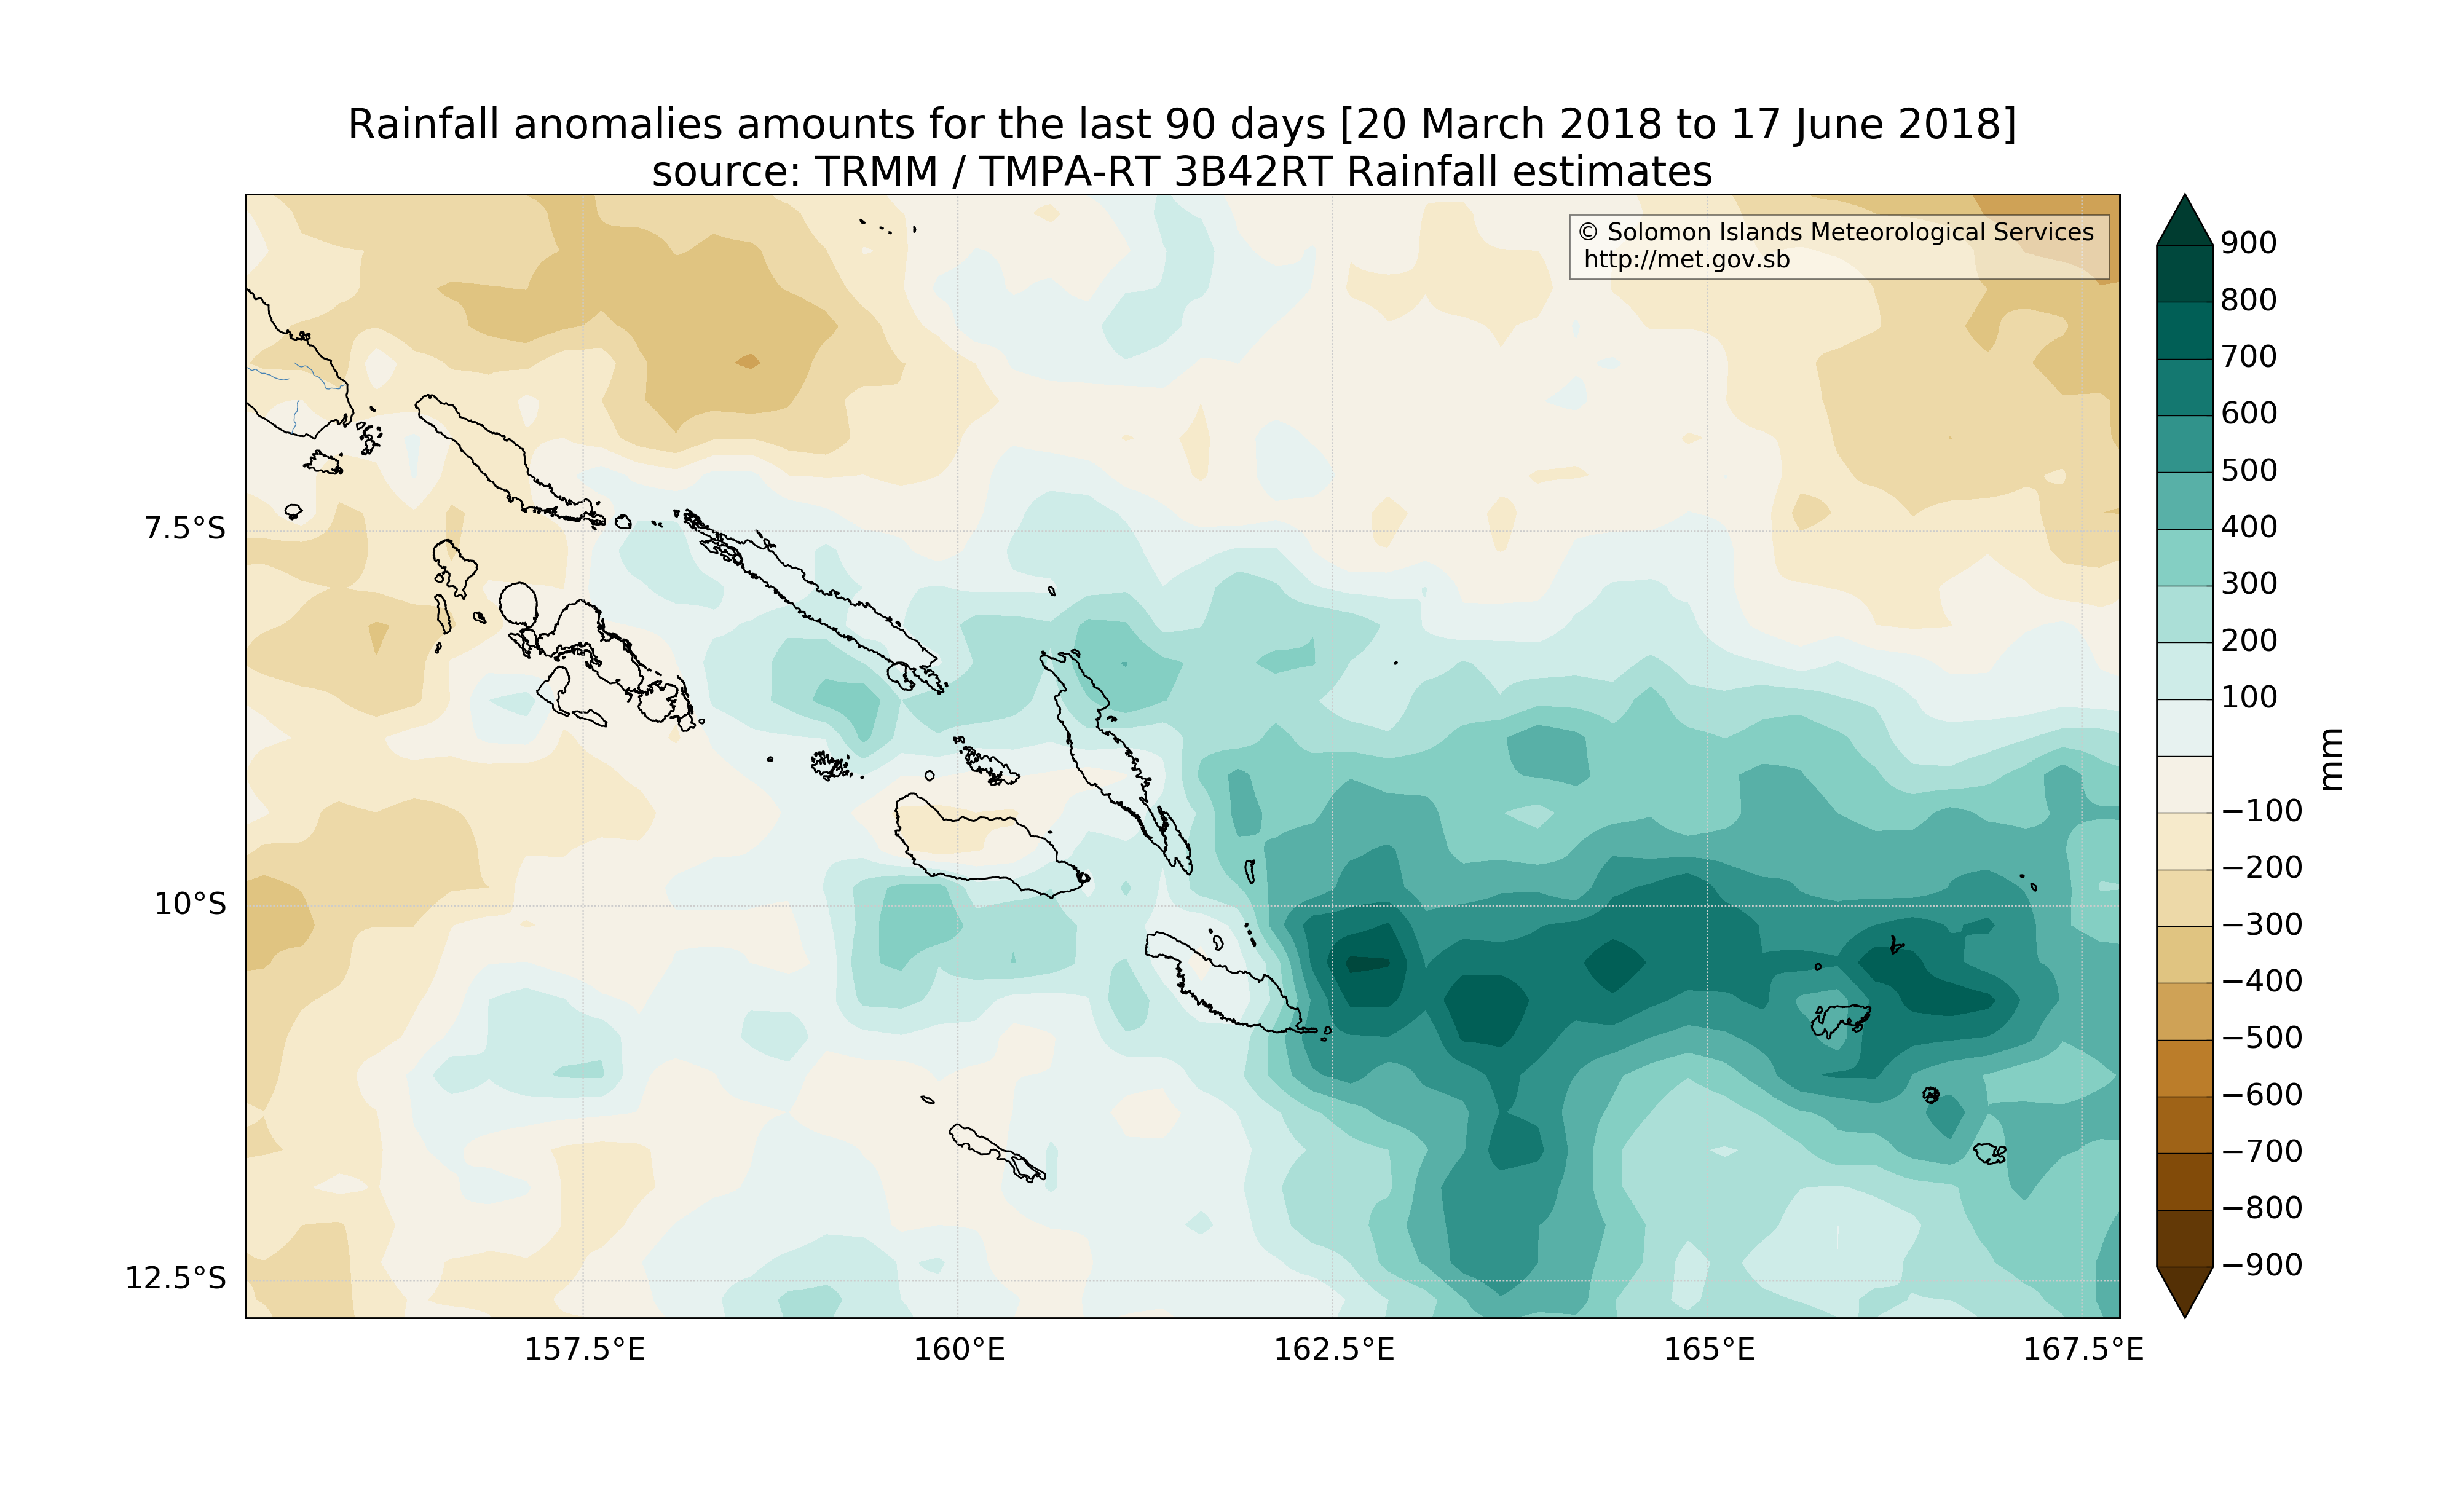 Rainfall anomalies amounts for the last 90 days [20 March 2018 to 17 June 2018]
source: TRMM / TMPA-RT 3B42RT Rainfall estimates
© Solomon Islands Meteorological Services
http://met.gov.sb
7.5°S
10°S
12.5°S
157.5°E
160°E
162.5°E
165°E
167.5°E
900
800
700
600
500
400
300
200
100
−100
−200
−300
−400
−500
−600
−700
−800
−900
mm